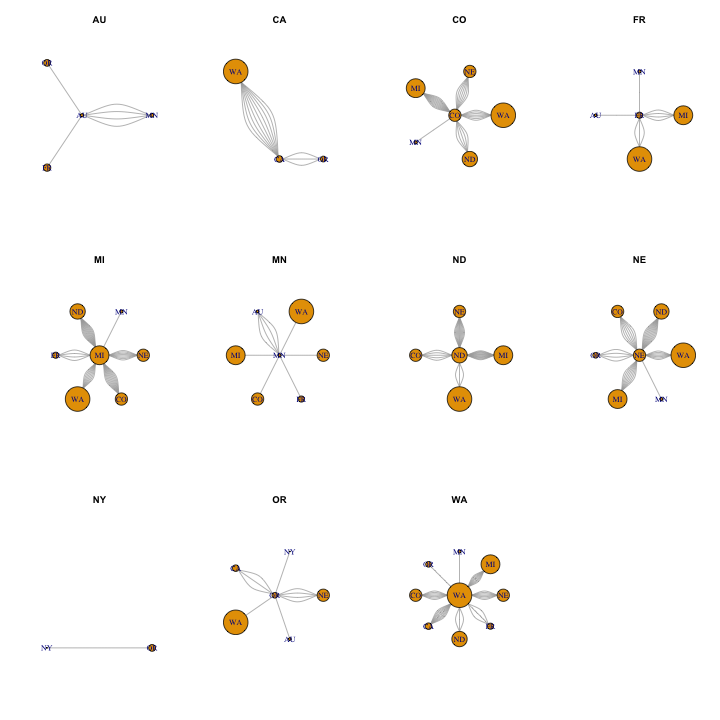 AU CA CO FR
OR
AU MN
FR
WA
CA OR
NE
MI
CO WA
MN
ND
MN
AU FR MI
WA
MI MN ND NE
ND MN
FR MI NE
WA CO
AU WA
MI MN NE
CO FR
NE
CO ND MI
WA
CO ND
OR NE WA
MI MN
NY OR WA
NY OR
NY
CA
OR NE
WA
AU
MN
OR MI
CO WA NE
CA FR
ND